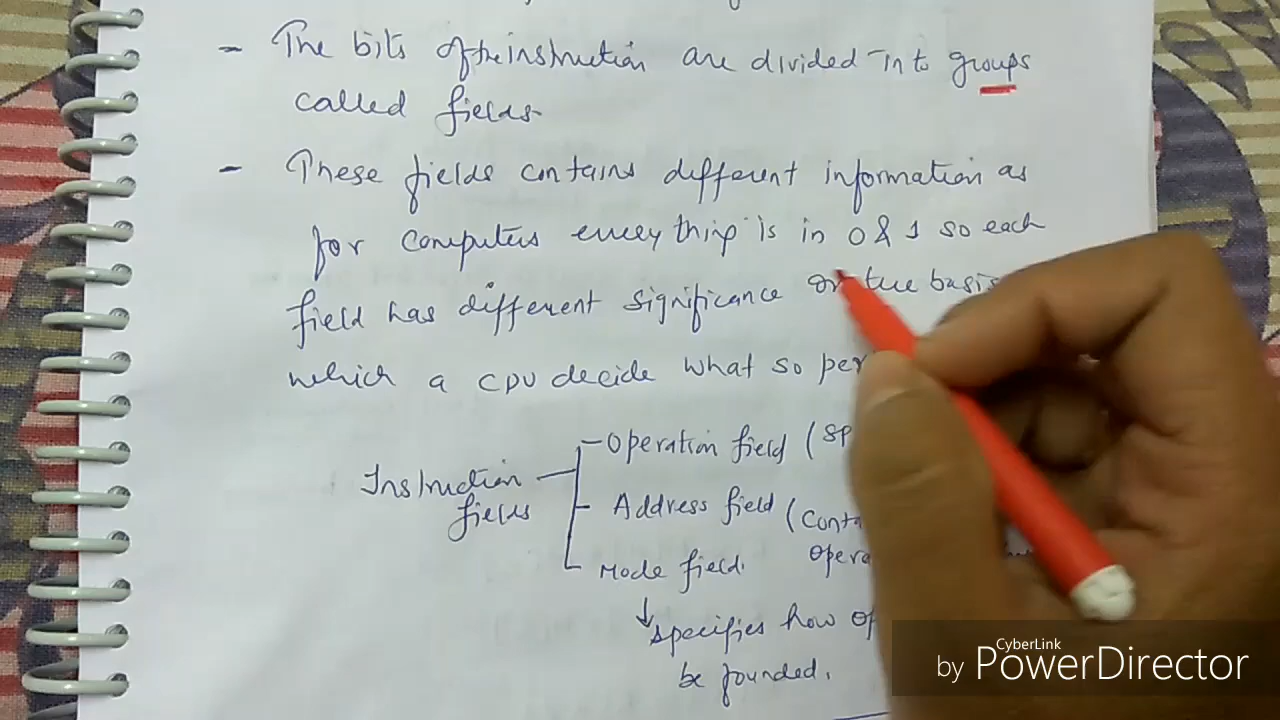 - The bits of the instruction are divided into groups
called fields.
- These fields contains different information as
for computers everything is in 0 & 1 so each
field has different significance on the basis
which a CPU decide what so per
Instruction fields
Operation field (sp
Address field (conta
opera
Mode field.
↓
specifies how op
be founded.
CyberLink
by PowerDirector